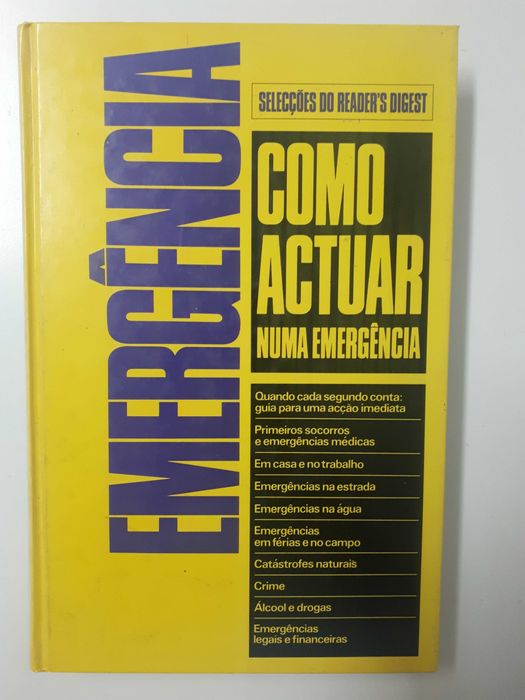 EMERGÊNCIA
SELECÇÕES DO READER'S DIGEST
COMO
ACTUAR
NUMA EMERGÊNCIA
Quando cada segundo conta:
guia para uma acção imediata
Primeiros socorros
e emergências médicas
Em casa e no trabalho
Emergências na estrada
Emergências na água
Emergências
em férias e no campo
Catástrofes naturais
Crime
Álcool e drogas
Emergências
legais e financeiras